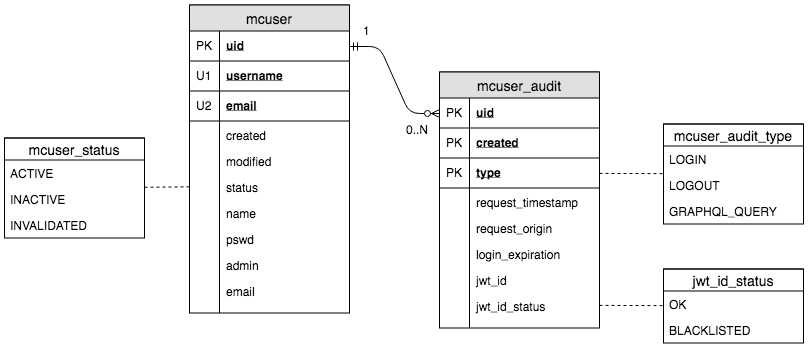 mcuser
PK uid
U1 username
U2 email
created
modified
status
name
pswd
admin
email
1
0..N
mcuser_audit
PK uid
PK created
PK type
request_timestamp
request_origin
login_expiration
jwt_id
jwt_id_status
mcuser_status
ACTIVE
INACTIVE
INVALIDATED
mcuser_audit_type
LOGIN
LOGOUT
GRAPHQL_QUERY
jwt_id_status
OK
BLACKLISTED